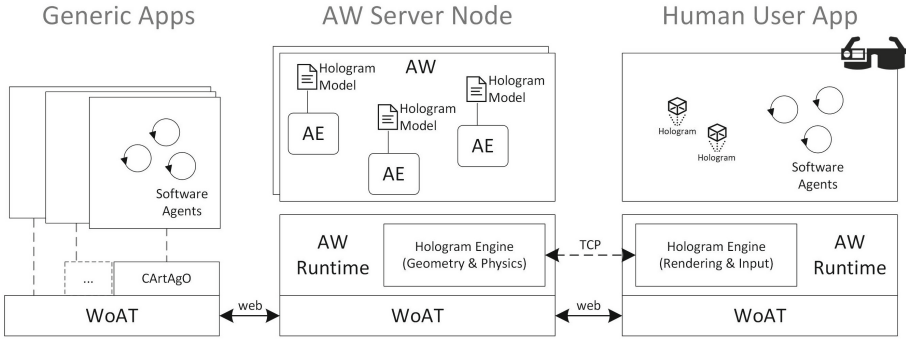 Generic Apps
AW Server Node
Human User App
Software
Agents
...
CArtAgO
WoAT
web
AW
Hologram
Model
AE
Hologram
Model
AE
Hologram
Model
AE
AW
Runtime
Hologram Engine
(Geometry & Physics)
WoAT
TCP
web
Hologram
Hologram
Software
Agents
Hologram Engine
(Rendering & Input)
AW
Runtime
WoAT